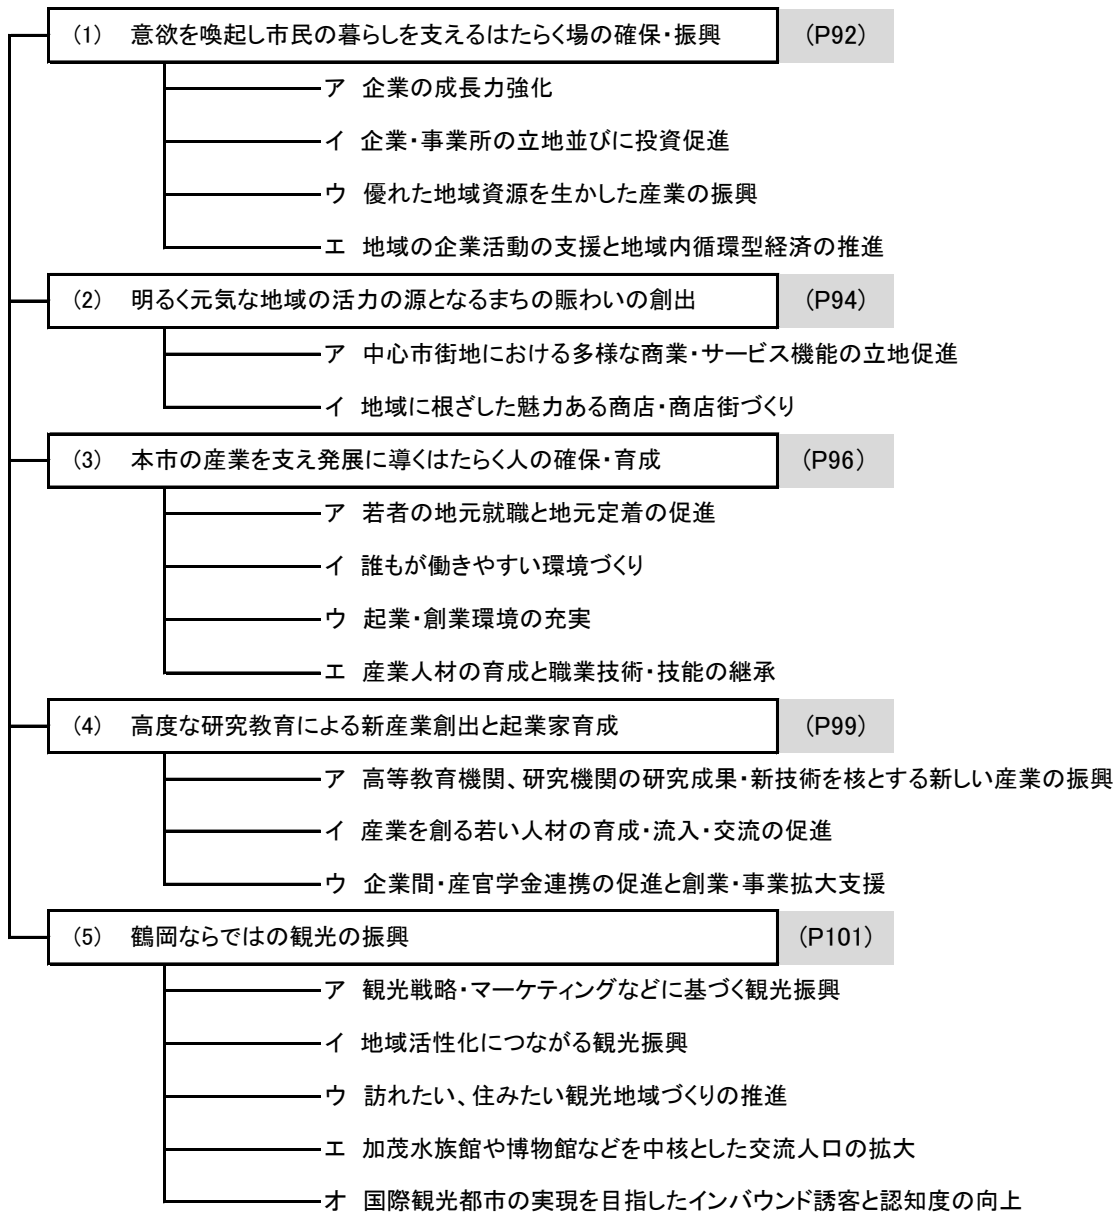 (1) 意欲を喚起し市民の暮らしを支えるはたらく場の確保・振興 (P92)
ア 企業の成長力強化
イ 企業・事業所の立地並びに投資促進
ウ 優れた地域資源を生かした産業の振興
エ 地域の企業活動の支援と地域内循環型経済の推進
(2) 明るく元気な地域の活力の源となるまちの賑わいの創出 (P94)
ア 中心市街地における多様な商業・サービス機能の立地促進
イ 地域に根ざした魅力ある商店・商店街づくり
(3) 本市の産業を支え発展に導くはたらく人の確保・育成 (P96)
ア 若者の地元就職と地元定着の促進
イ 誰もが働きやすい環境づくり
ウ 起業・創業環境の充実
エ 産業人材の育成と職業技術・技能の継承
(4) 高度な研究教育による新産業創出と起業家育成 (P99)
ア 高等教育機関、研究機関の研究成果・新技術を核とする新しい産業の振興
イ 産業を創る若い人材の育成・流入・交流の促進
ウ 企業間・産官学金連携の促進と創業・事業拡大支援
(5) 鶴岡ならではの観光の振興 (P101)
ア 観光戦略・マーケティングなどに基づく観光振興
イ 地域活性化につながる観光振興
ウ 訪れたい、住みたい観光地域づくりの推進
エ 加茂水族館や博物館などを中核とした交流人口の拡大
オ 国際観光都市の実現を目指したインバウンド誘客と認知度の向上